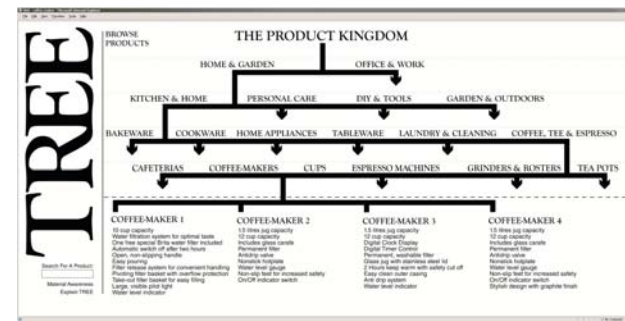 TREE
BROWSE
PRODUCTS
THE PRODUCT KINGDOM
HOME & GARDEN
OFFICE & WORK
KITCHEN & HOME
PERSONAL CARE
DIY & TOOLS
GARDEN & OUTDOORS
BAKEWARE
COOKWARE
HOME APPLIANCES
TABLEWARE
LAUNDRY & CLEANING
COFFEE, TEE & ESPRESSO
CAFETERIAS
COFFEE-MAKERS
CUPS
ESPRESSO MACHINES
GRINDERS & ROSTERS
TEA POTS
COFFEE-MAKER 1
10 cup capacity
Water filtration system for optimal taste
One free special Brita water filter included
Automatic switch off after two hours
Open, non-slipping handle
Easy pouring
Filter release system for convenient handling
Pivoting filter basket with overflow protection
Take-out filter basket for easy filling
Large, visible pilot light
Water level indicator
COFFEE-MAKER 2
1.5 litres jug capacity
12 cup capacity
Includes glass carafe
Permanent filter
Antidrip valve
Nonstick hotplate
Water level gauge
Non-slip feet for increased safety
On/Off indicator switch
COFFEE-MAKER 3
1.5 litres jug capacity
12 cup capacity
Digital Clock Display
Digital Timer Control
Permanent, washable filter
Glass jug with stainless steel lid
2 Hours keep warm with safety cut off
Easy clean outer casing
Anti drip system
Water level indicator
COFFEE-MAKER 4
1.5 litres jug capacity
12 cup capacity
Includes glass carafe
Permanent filter
Antidrip valve
Nonstick hotplate
Water level gauge
Non-slip feet for increased safety
On/Off indicator switch
Stylish design with graphite finish
Search For A Product:
Material Awareness
Explain TREE